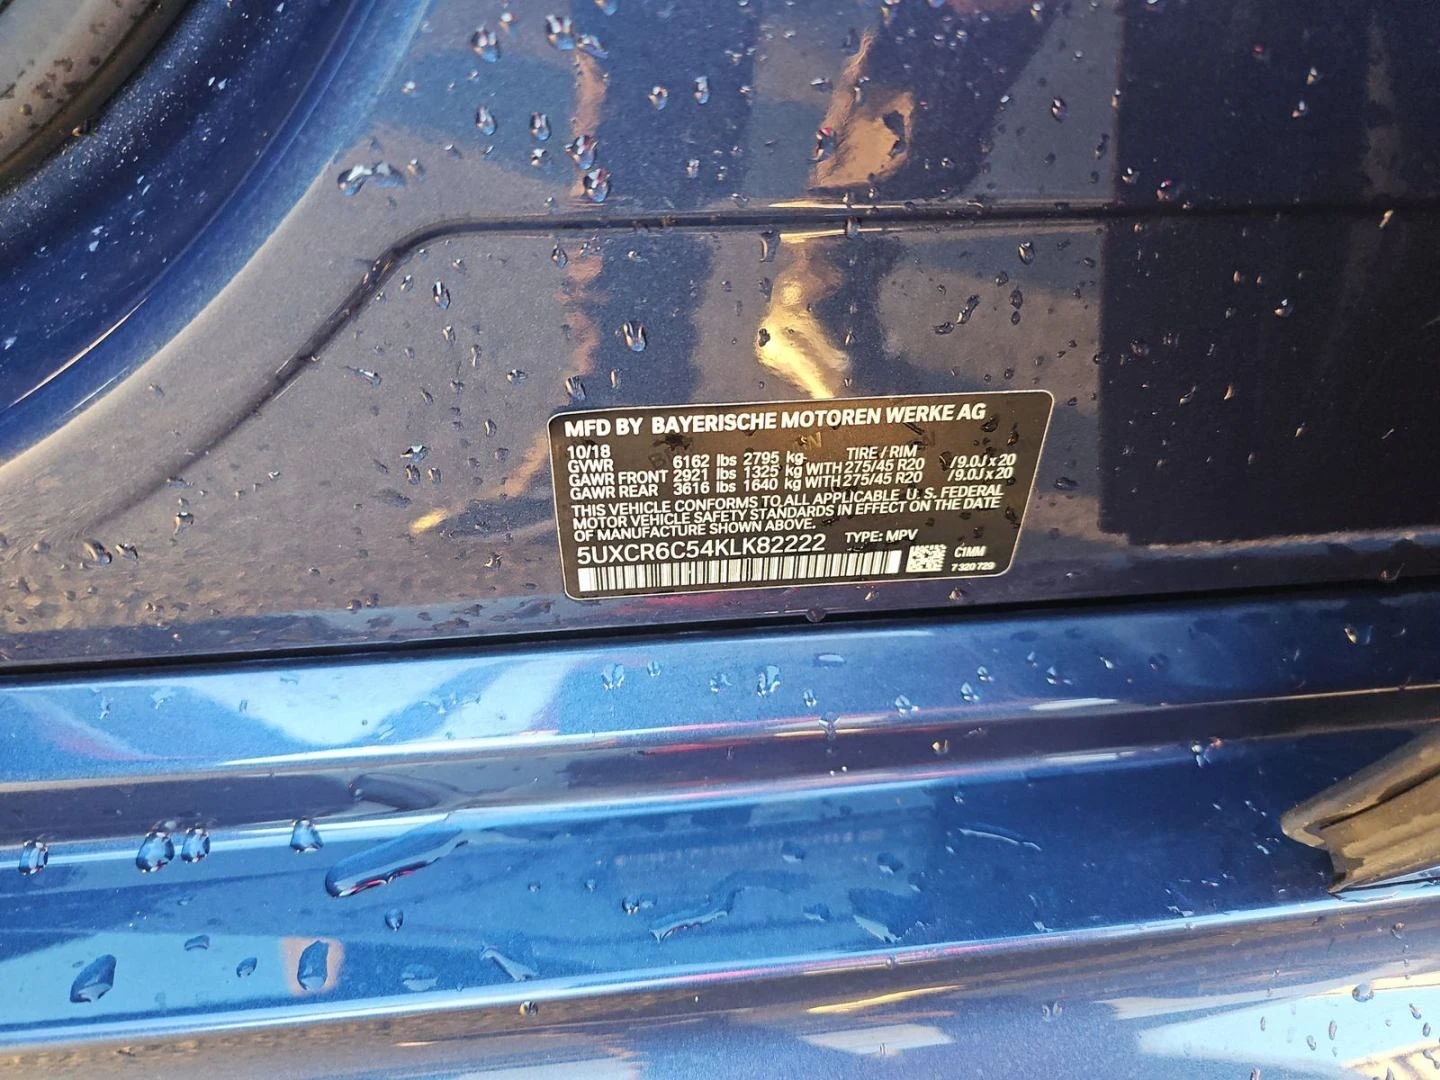 MFD BY BAYERISCHE MOTOREN WERKE AG
10/18 TIRE / RIM
GVWR 6162 lbs 2795 kg
GAWR FRONT 2921 lbs 1325 kg WITH 275/45 R20 / 9.0J x 20
GAWR REAR 3616 lbs 1640 kg WITH 275/45 R20 / 9.0J x 20
THIS VEHICLE CONFORMS TO ALL APPLICABLE U.S. FEDERAL
MOTOR VEHICLE SAFETY STANDARDS IN EFFECT ON THE DATE
OF MANUFACTURE SHOWN ABOVE.
5UXCR6C54KLK82222 TYPE: MPV
C1MM
7 320 729